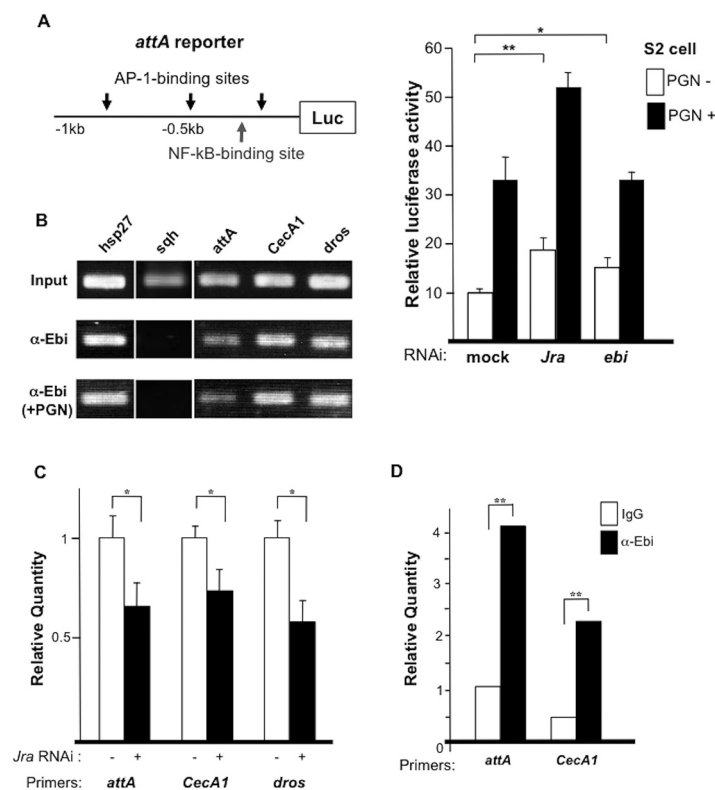 A
attA reporter
AP-1-binding sites
-1kb
-0.5kb
Luc
NF-kB-binding site
* 
**
S2 cell
PGN -
PGN +
Relative luciferase activity
60
50
40
30
20
10
RNAi:
mock
Jra
ebi
B
hsp27
sqh
attA
CecA1
dros
Input
α-Ebi
α-Ebi
(+PGN)
C
Relative Quantity
1
0.5
*
*
*
Jra RNAi :
- + - + - +
Primers: attA CecA1 dros
D
Relative Quantity
4
3
2
1
0
**
**
IgG
α-Ebi
Primers: attA CecA1